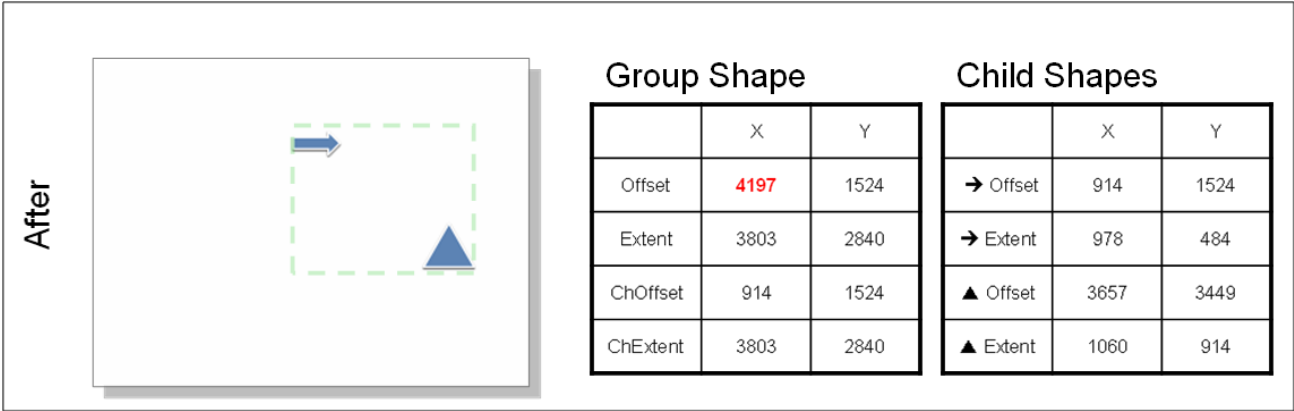 After
Group Shape
X Y
Offset 4197 1524
Extent 3803 2840
ChOffset 914 1524
ChExtent 3803 2840
Child Shapes
X Y
➔ Offset 914 1524
➔ Extent 978 484
▲ Offset 3657 3449
▲ Extent 1060 914